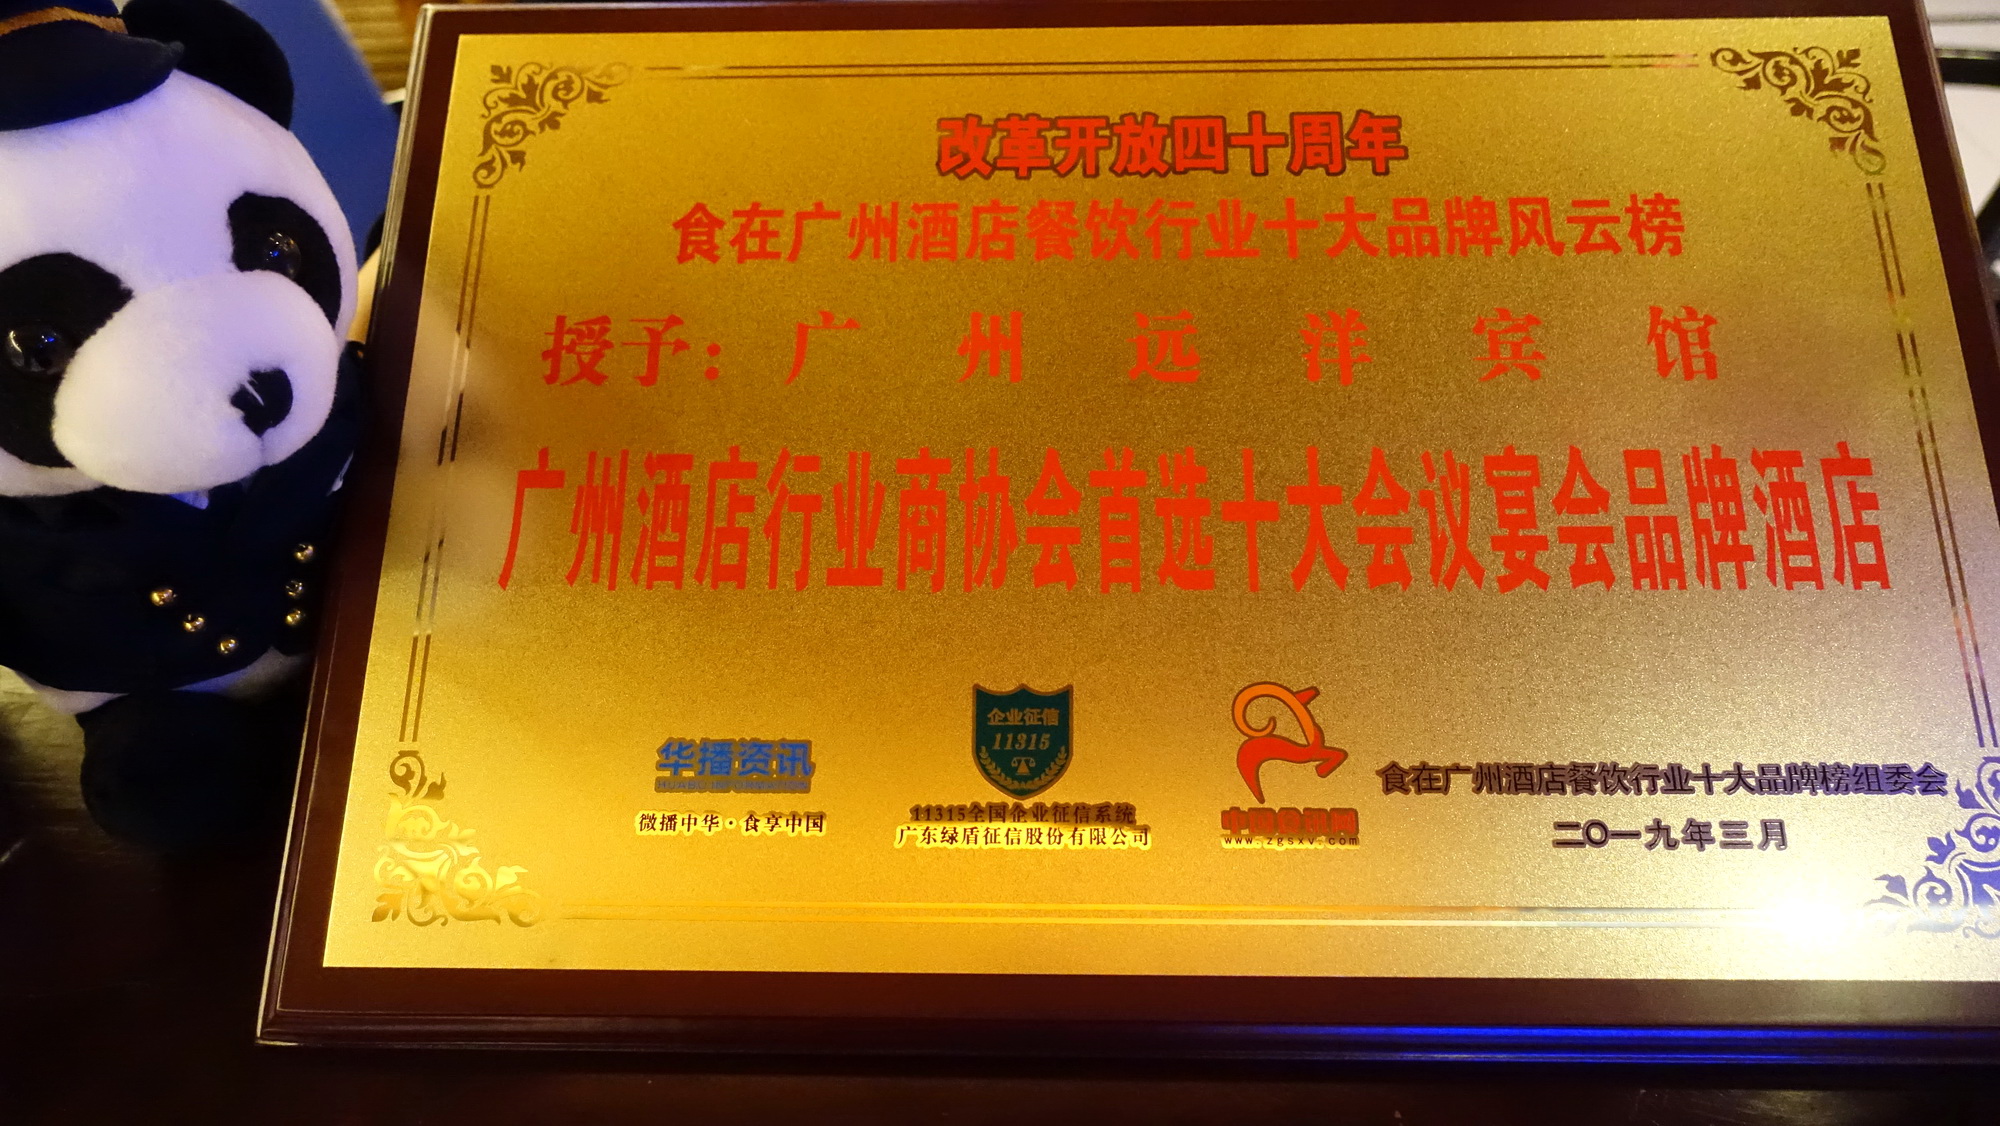 改革开放四十周年
食在广州酒店餐饮行业十大品牌风云榜
授予：广州远洋宾馆
广州酒店行业商协会首选十大会议宴会品牌酒店
华播资讯
HUABO INFORMATION
微播中华·食享中国
企业征信
11315
11315全国企业征信系统
广东绿盾征信股份有限公司
www.zgsxv.com
食在广州酒店餐饮行业十大品牌榜组委会
二〇一九年三月